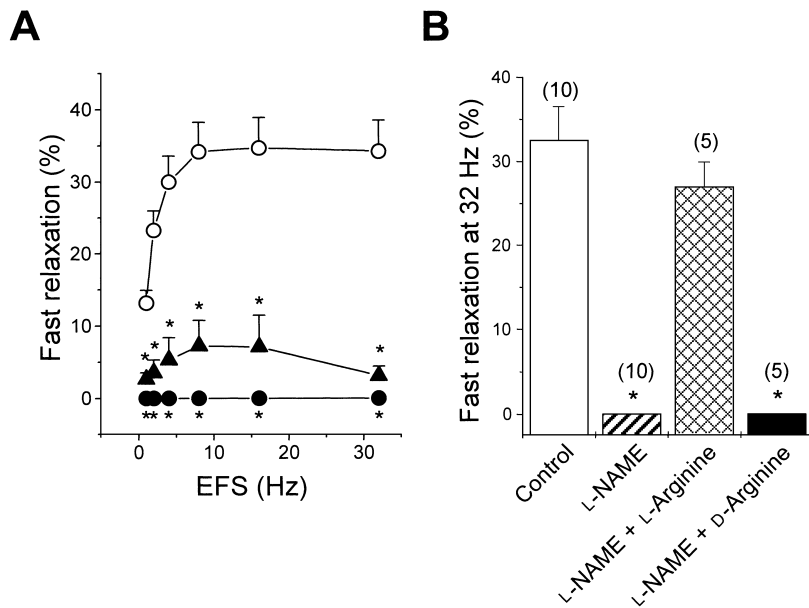 A
Fast relaxation (%)
40
30
20
10
0
* * * * * *
** * * * *
0 10 20 30
EFS (Hz)
B
Fast relaxation at 32 Hz (%)
40
30
20
10
0
(10)
(10)
*
(5)
(5)
*
Control
L-NAME
L-NAME + L-Arginine
L-NAME + D-Arginine